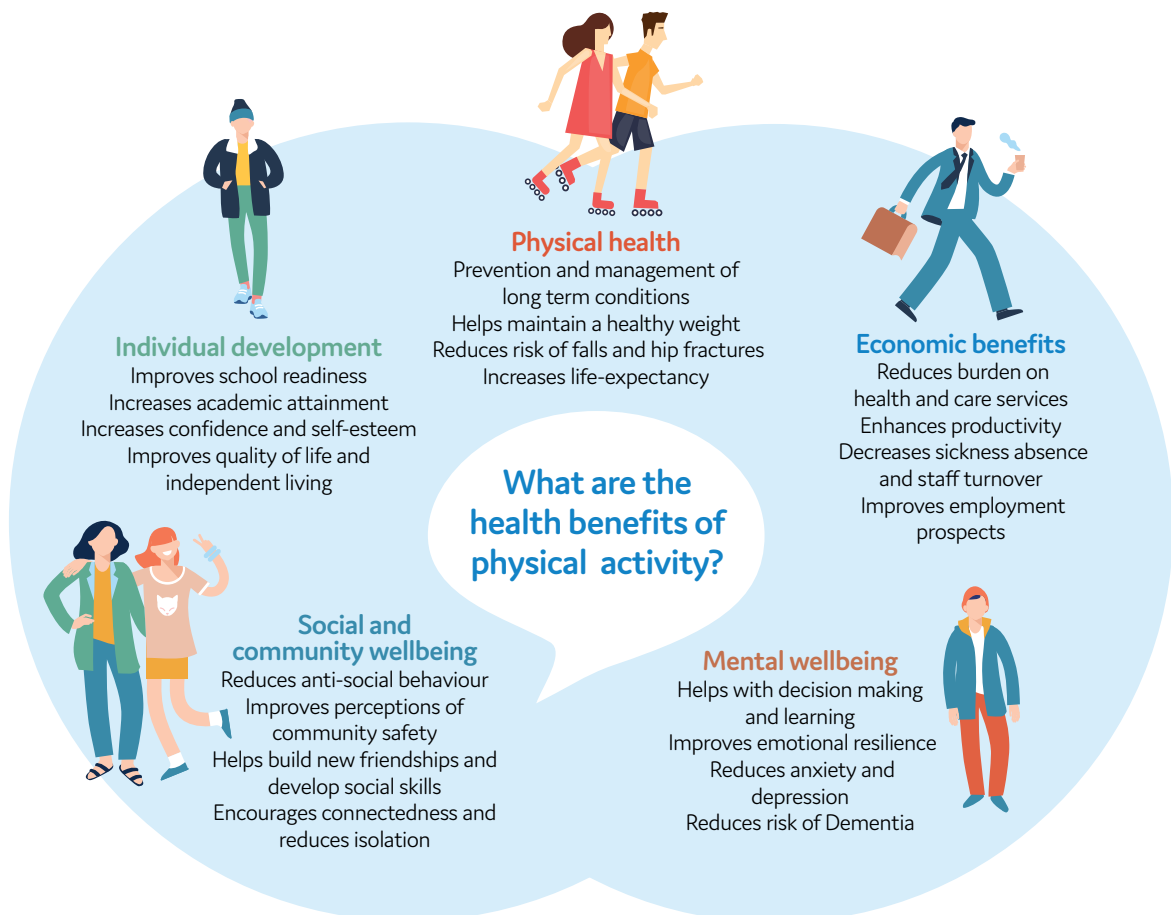 Physical health
Prevention and management of
long term conditions
Helps maintain a healthy weight
Reduces risk of falls and hip fractures
Increases life-expectancy
Individual development
Improves school readiness
Increases academic attainment
Increases confidence and self-esteem
Improves quality of life and
independent living
Economic benefits
Reduces burden on
health and care services
Enhances productivity
Decreases sickness absence
and staff turnover
Improves employment
prospects
What are the
health benefits of
physical activity?
Social and
community wellbeing
Reduces anti-social behaviour
Improves perceptions of
community safety
Helps build new friendships and
develop social skills
Encourages connectedness and
reduces isolation
Mental wellbeing
Helps with decision making
and learning
Improves emotional resilience
Reduces anxiety and
depression
Reduces risk of Dementia